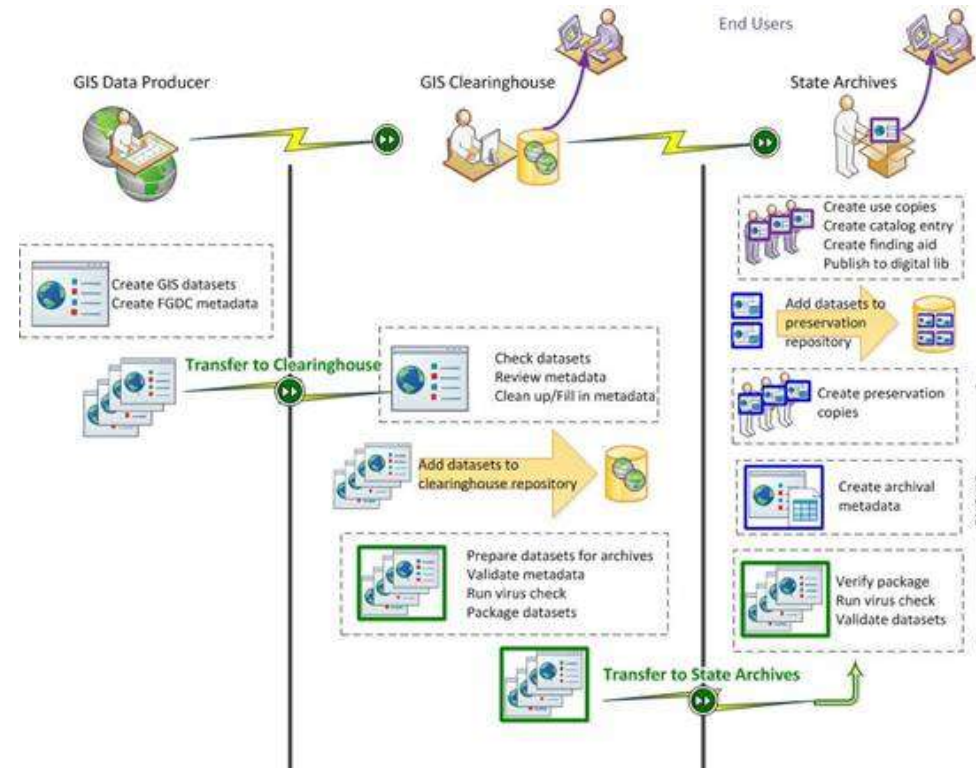 End Users
GIS Data Producer
GIS Clearinghouse
State Archives
Create GIS datasets
Create FGDC metadata
Transfer to Clearinghouse
Check datasets
Review metadata
Clean up/Fill in metadata
Add datasets to
clearinghouse repository
Prepare datasets for archives
Validate metadata
Run virus check
Package datasets
Transfer to State Archives
Create use copies
Create catalog entry
Create finding aid
Publish to digital lib
Add datasets to
preservation
repository
Create preservation
copies
Create archival
metadata
Verify package
Run virus check
Validate datasets